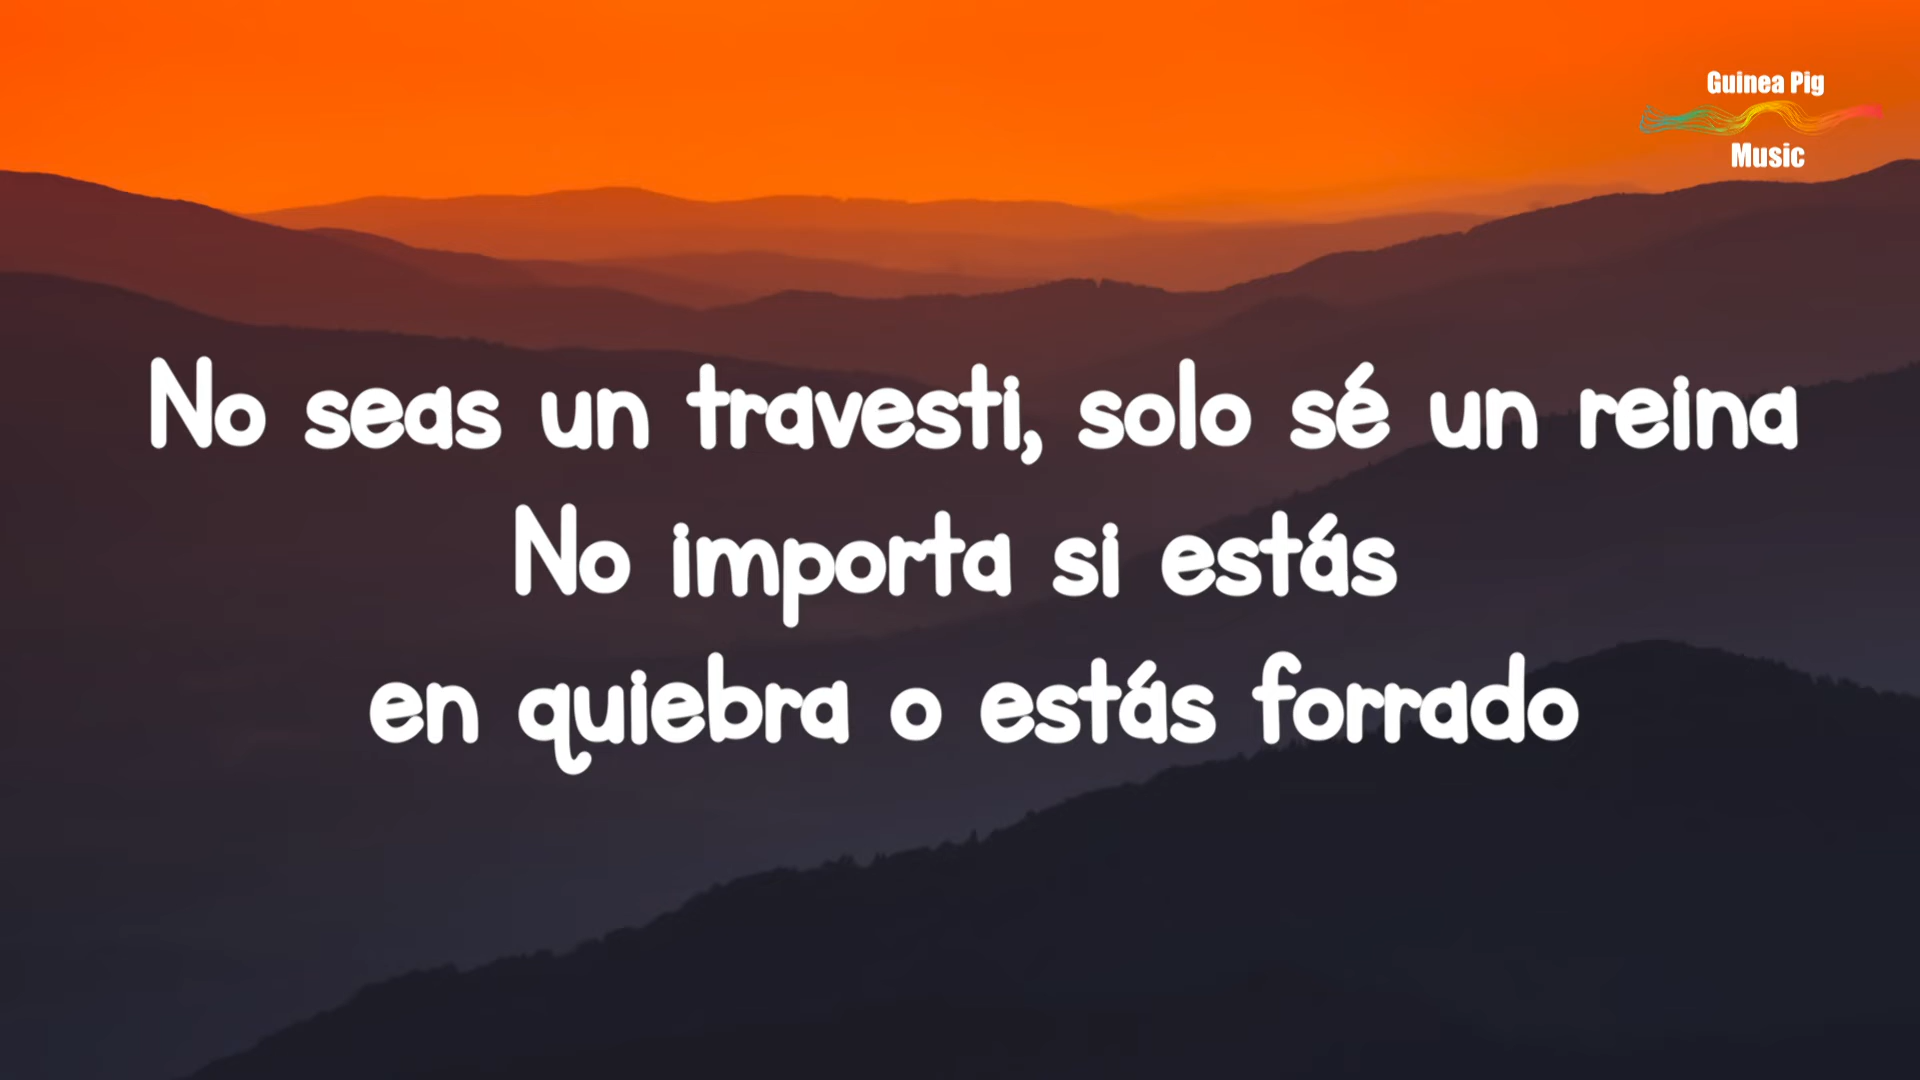 Guinea Pig
Music
No seas un travesti, solo sé un reina
No importa si estás
en quiebra o estás forrado